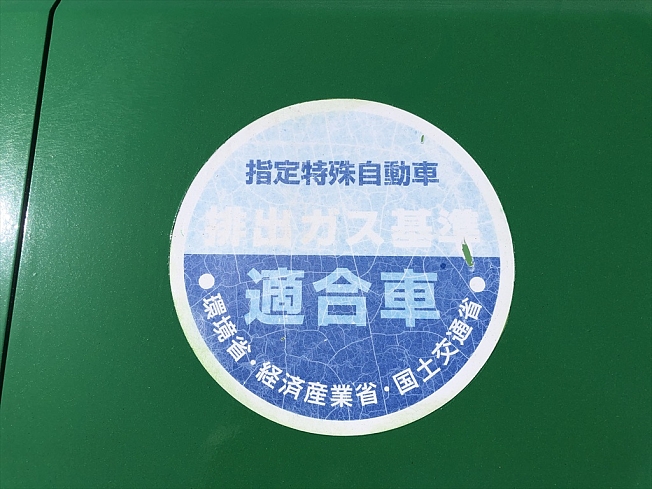 指定特殊自動車
排出ガス基準
適合車
環境省・経済産業省・国土交通省